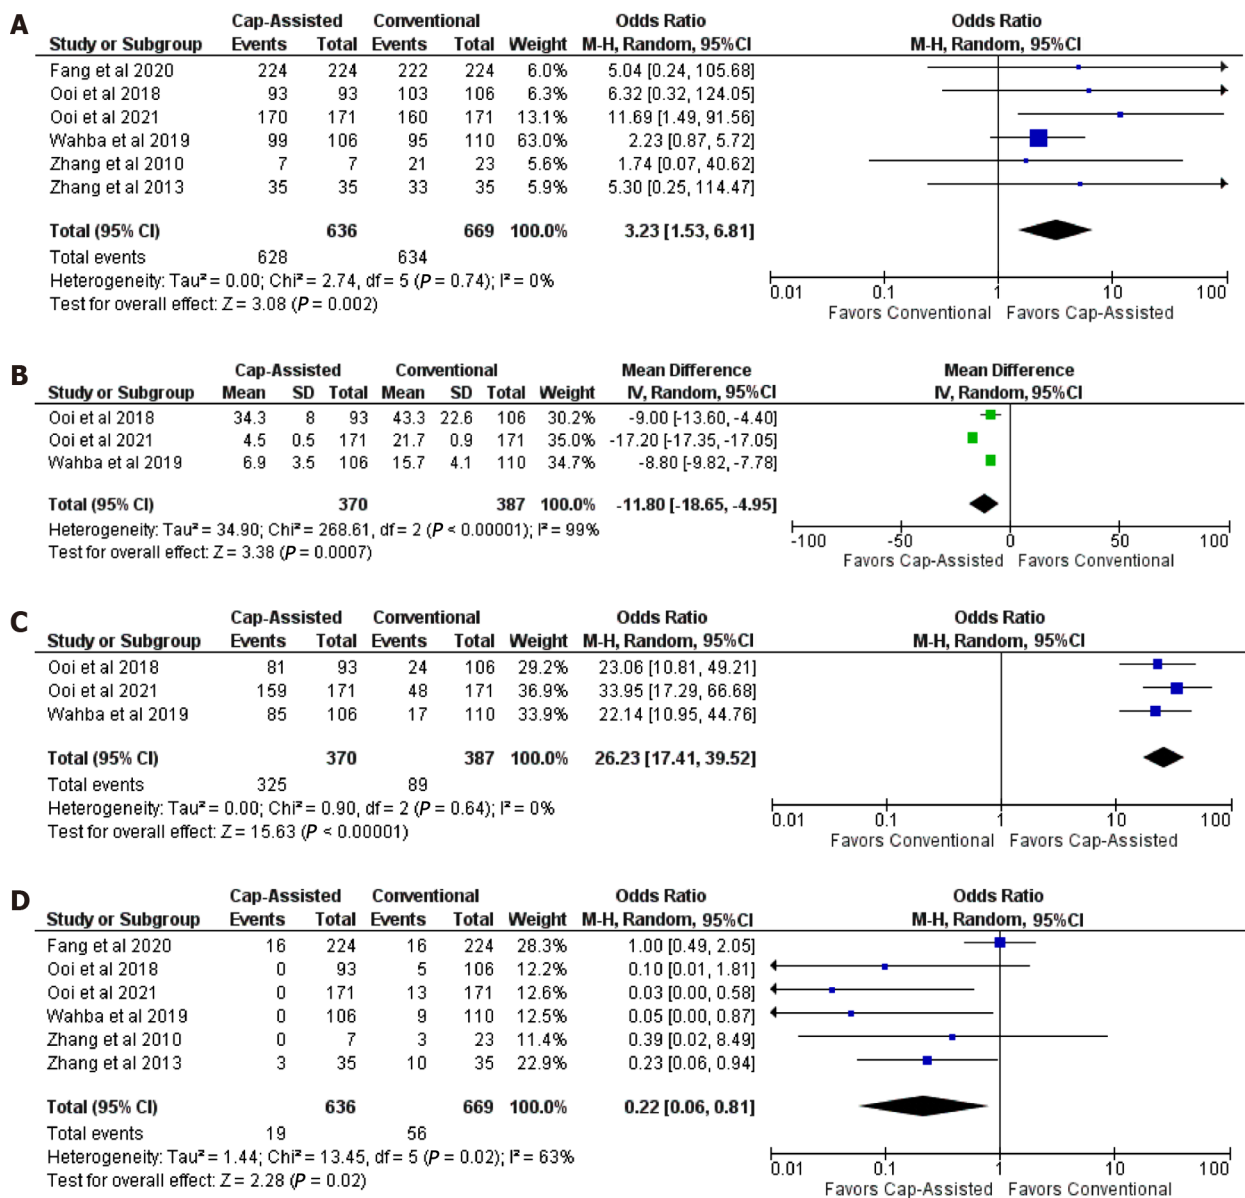 A
Cap-Assisted Conventional Odds Ratio Odds Ratio
Study or Subgroup Events Total Events Total Weight M-H, Random, 95%CI M-H, Random, 95%CI
Fang et al 2020 224 224 222 224 6.0% 5.04 [0.24, 105.68]
Ooi et al 2018 93 93 103 106 6.3% 6.32 [0.32, 124.05]
Ooi et al 2021 170 171 160 171 13.1% 11.69 [1.49, 91.56]
Wahba et al 2019 99 106 95 110 63.0% 2.23 [0.87, 5.72]
Zhang et al 2010 7 7 21 23 5.6% 1.74 [0.07, 40.62]
Zhang et al 2013 35 35 33 35 5.9% 5.30 [0.25, 114.47]
Total (95% CI) 636 669 100.0% 3.23 [1.53, 6.81]
Total events 628 634
Heterogeneity: Tau² = 0.00; Chi² = 2.74, df = 5 (P = 0.74); I² = 0%
Test for overall effect: Z = 3.08 (P = 0.002)
0.01 0.1 1 10 100
Favors Conventional Favors Cap-Assisted
B
Cap-Assisted Conventional Mean Difference Mean Difference
Study or Subgroup Mean SD Total Mean SD Total Weight IV, Random, 95%CI IV, Random, 95%CI
Ooi et al 2018 34.3 8 93 43.3 22.6 106 30.2% -9.00 [-13.60, -4.40]
Ooi et al 2021 4.5 0.5 171 21.7 0.9 171 35.0% -17.20 [-17.35, -17.05]
Wahba et al 2019 6.9 3.5 106 15.7 4.1 110 34.7% -8.80 [-9.82, -7.78]
Total (95% CI) 370 387 100.0% -11.80 [-18.65, -4.95]
Heterogeneity: Tau² = 34.90; Chi² = 268.61, df = 2 (P < 0.00001); I² = 99%
Test for overall effect: Z = 3.38 (P = 0.0007)
-100 -50 0 50 100
Favors Cap-Assisted Favors Conventional
C
Cap-Assisted Conventional Odds Ratio Odds Ratio
Study or Subgroup Events Total Events Total Weight M-H, Random, 95%CI M-H, Random, 95%CI
Ooi et al 2018 81 93 24 106 29.2% 23.06 [10.81, 49.21]
Ooi et al 2021 159 171 48 171 36.9% 33.95 [17.29, 66.68]
Wahba et al 2019 85 106 17 110 33.9% 22.14 [10.95, 44.76]
Total (95% CI) 370 387 100.0% 26.23 [17.41, 39.52]
Total events 325 89
Heterogeneity: Tau² = 0.00; Chi² = 0.90, df = 2 (P = 0.64); I² = 0%
Test for overall effect: Z = 15.63 (P < 0.00001)
0.01 0.1 1 10 100
Favors Conventional Favors Cap-Assisted
D
Cap-Assisted Conventional Odds Ratio Odds Ratio
Study or Subgroup Events Total Events Total Weight M-H, Random, 95%CI M-H, Random, 95%CI
Fang et al 2020 16 224 16 224 28.3% 1.00 [0.49, 2.05]
Ooi et al 2018 0 93 5 106 12.2% 0.10 [0.01, 1.81]
Ooi et al 2021 0 171 13 171 12.6% 0.03 [0.00, 0.58]
Wahba et al 2019 0 106 9 110 12.5% 0.05 [0.00, 0.87]
Zhang et al 2010 0 7 3 23 11.4% 0.39 [0.02, 8.49]
Zhang et al 2013 3 35 10 35 22.9% 0.23 [0.06, 0.94]
Total (95% CI) 636 669 100.0% 0.22 [0.06, 0.81]
Total events 19 56
Heterogeneity: Tau² = 1.44; Chi² = 13.45, df = 5 (P = 0.02); I² = 63%
Test for overall effect: Z = 2.28 (P = 0.02)
0.01 0.1 1 10 100
Favors Cap-Assisted Favors Conventional